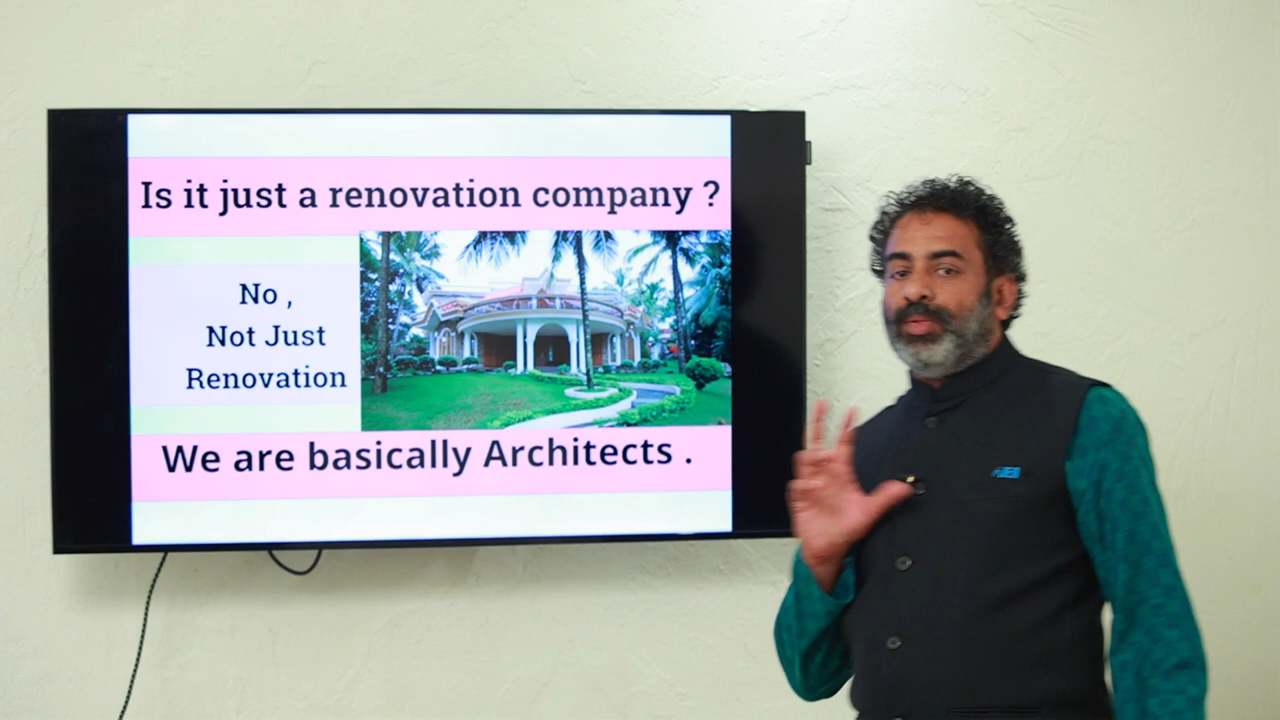 Is it just a renovation company ?
No ,
Not Just
Renovation
We are basically Architects .